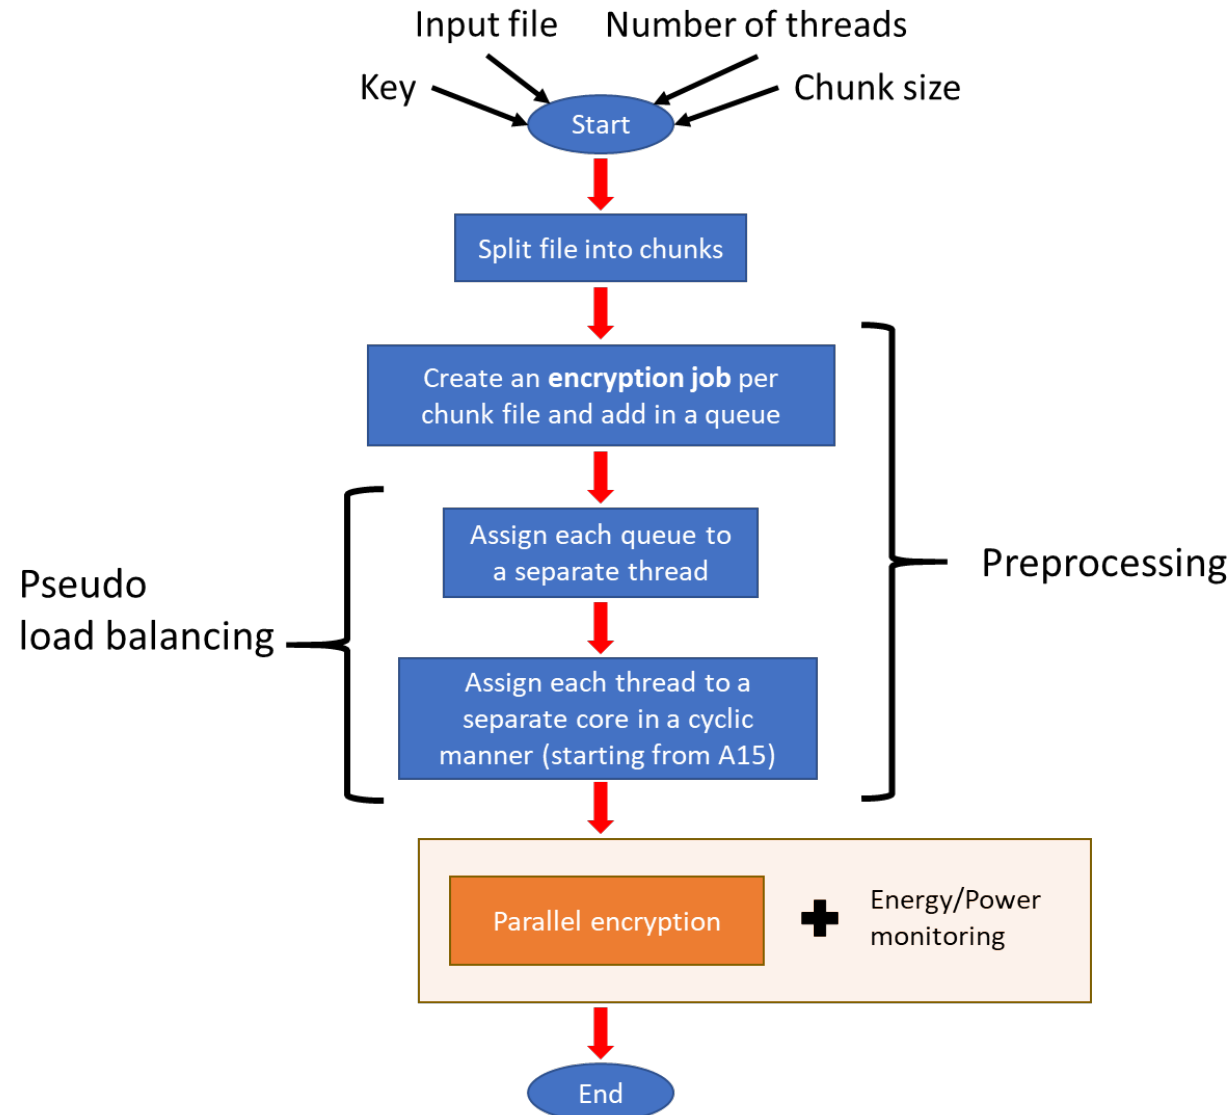 Input file
Number of threads
Key
Chunk size
Start
Split file into chunks
Create an encryption job per
chunk file and add in a queue
Assign each queue to
a separate thread
Preprocessing
Pseudo
load balancing
Assign each thread to a
separate core in a cyclic
manner (starting from A15)
Parallel encryption
Energy/Power
monitoring
End